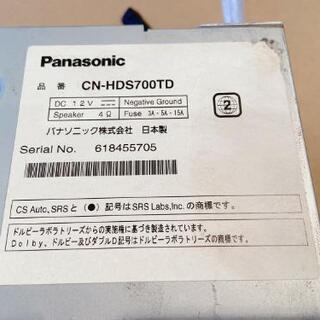 Panasonic
品 番 CN-HDS700TD
DC 12V Negative Ground
Speaker 4Ω Fuse 3A・5A・15A
2
パナソニック株式会社 日本製
Serial No. 618455705
CS Auto, SRS と (●) 記号は SRS Labs, Inc. の商標です。
ドルビーラボラトリーズからの実施権に基づき製造されています。
Dolby、ドルビー及びダブルD記号はドルビーラボラトリーズの商標です。